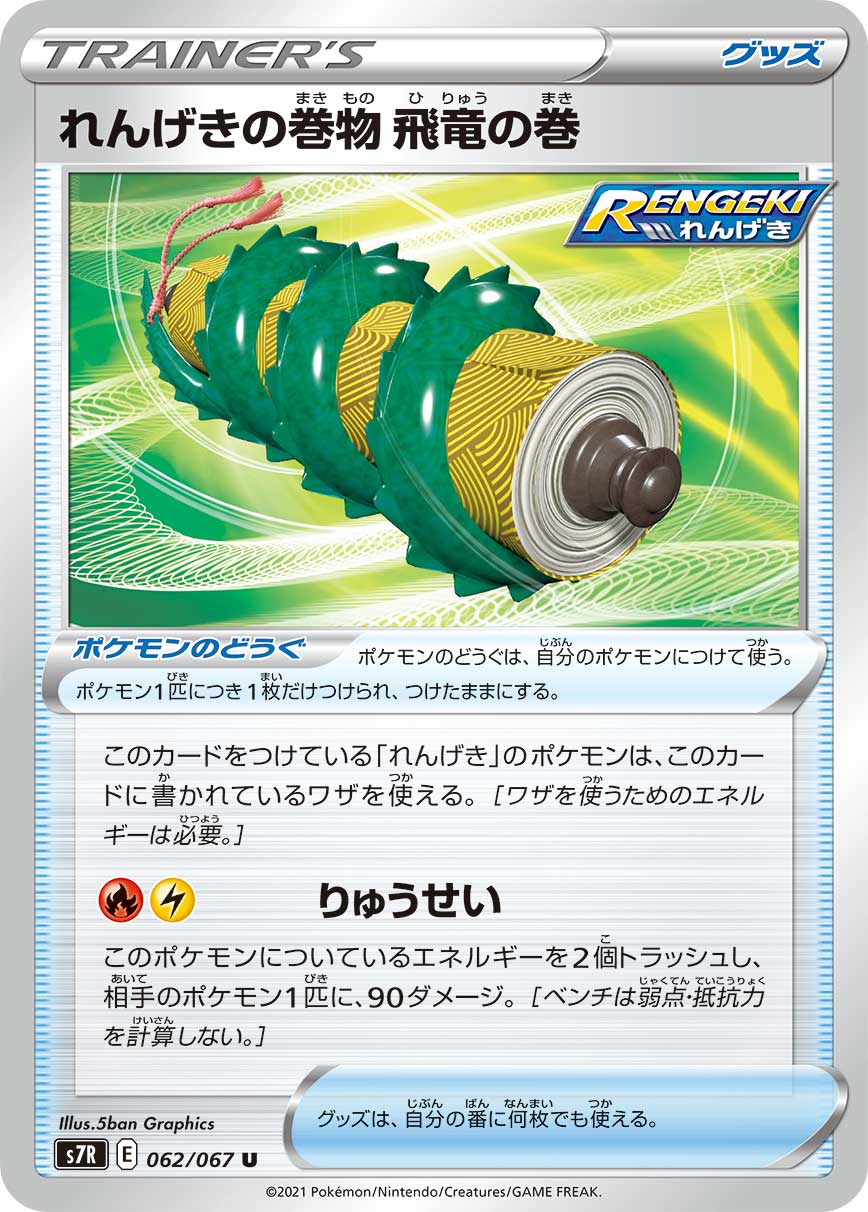 TRAINER'S グッズ
まき もの ひ りゅう まき
れんげきの巻物 飛竜の巻
RENGEKI
れんげき
ポケモンのどうぐ ポケモンのどうぐは、自分のポケモンにつけて使う。
ポケモン1匹につき1枚だけつけられ、つけたままにする。
このカードをつけている「れんげき」のポケモンは、このカー
ドに書かれているワザを使える。[ワザを使うためのエネル
ギーは必要。]
りゅうせい
このポケモンについているエネルギーを2個トラッシュし、
相手のポケモン1匹に、90ダメージ。[ベンチは弱点・抵抗力
を計算しない。]
グッズは、自分の番に何枚でも使える。
Illus.5ban Graphics
s7R E 062/067 U
©2021 Pokémon/Nintendo/Creatures/GAME FREAK.